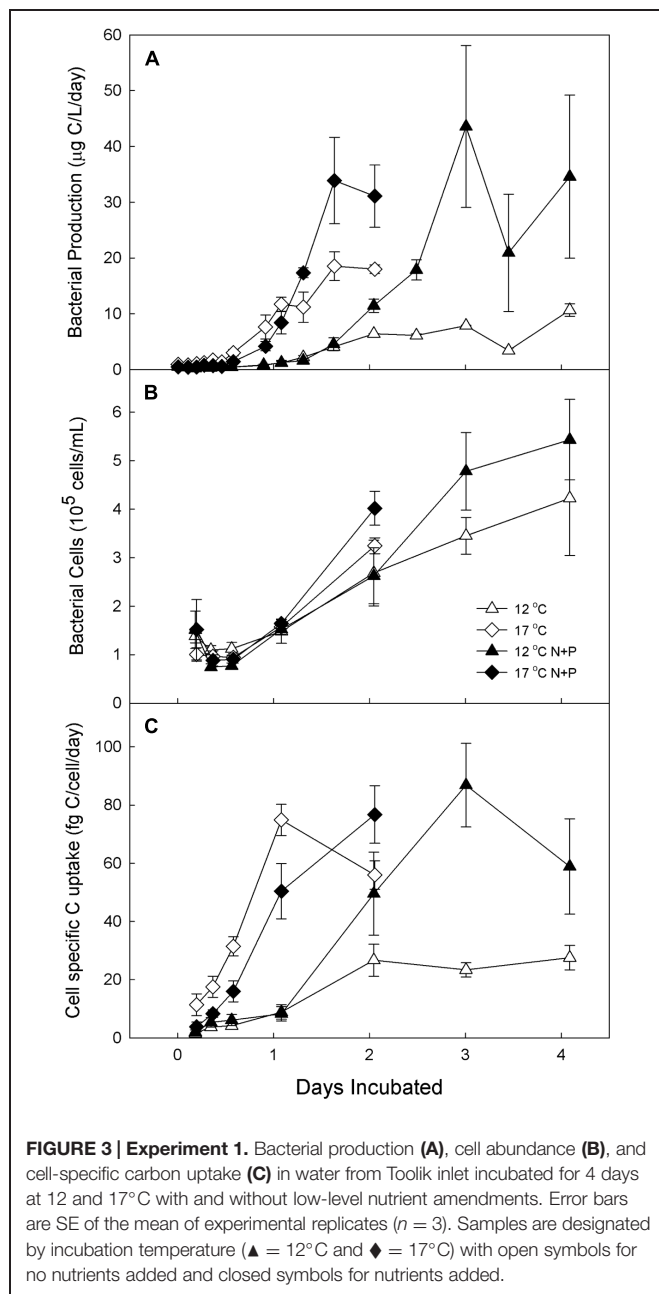 A
Bacterial Production (µg C/L/day)
60
50
40
30
20
10
0
B
Bacterial Cells (10⁵ cells/mL)
6
5
4
3
2
1
0
12 °C
17 °C
12 °C N+P
17 °C N+P
C
Cell specific C uptake (fg C/cell/day)
100
80
60
40
20
0
0 1 2 3 4
Days Incubated
FIGURE 3 | Experiment 1. Bacterial production (A), cell abundance (B), and
cell-specific carbon uptake (C) in water from Toolik inlet incubated for 4 days
at 12 and 17°C with and without low-level nutrient amendments. Error bars
are SE of the mean of experimental replicates (n = 3). Samples are designated
by incubation temperature (▲ = 12°C and ◆ = 17°C) with open symbols for
no nutrients added and closed symbols for nutrients added.